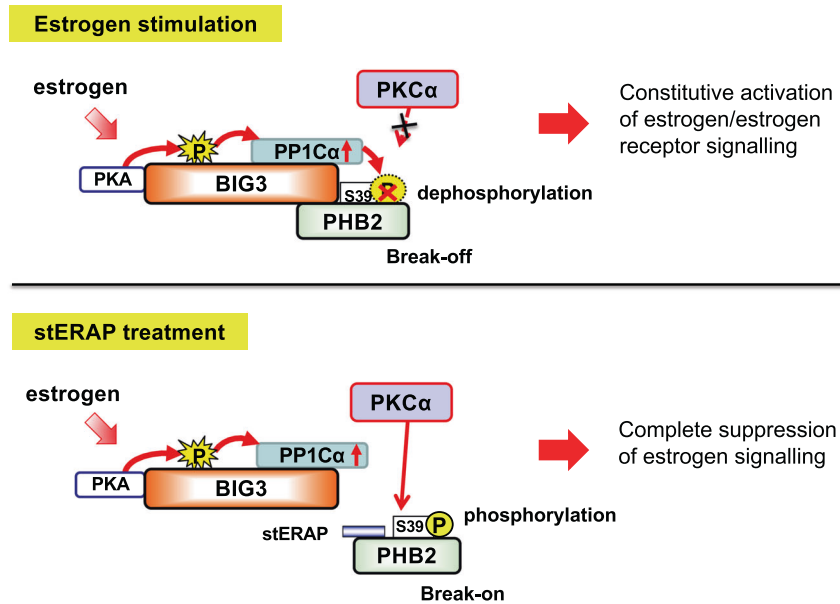 Estrogen stimulation
estrogen
PKCα
Constitutive activation
of estrogen/estrogen
receptor signalling
P
PP1Cα
PKA
BIG3
S39
P
dephosphorylation
PHB2
Break-off
stERAP treatment
estrogen
PKCα
Complete suppression
of estrogen signalling
P
PP1Cα
PKA
BIG3
stERAP
S39
P
phosphorylation
PHB2
Break-on